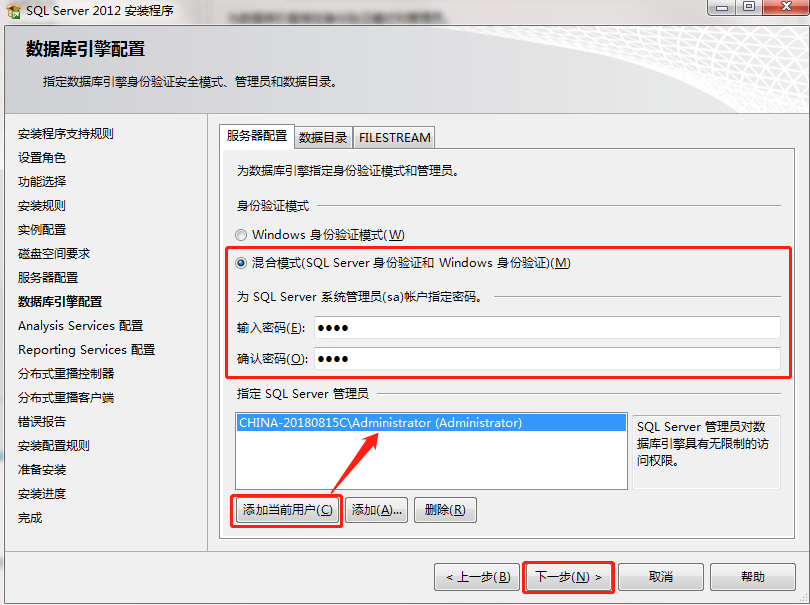 SQL Server 2012 安装程序
数据库引擎配置
指定数据库引擎身份验证安全模式、管理员和数据目录。
安装程序支持规则
设置角色
功能选择
安装规则
实例配置
磁盘空间要求
服务器配置
数据库引擎配置
Analysis Services 配置
Reporting Services 配置
分布式重播控制器
分布式重播客户端
错误报告
安装配置规则
准备安装
安装进度
完成
服务器配置 数据目录 FILESTREAM
为数据库引擎指定身份验证模式和管理员。
身份验证模式
Windows 身份验证模式(W)
混合模式(SQL Server 身份验证和 Windows 身份验证)(M)
为 SQL Server 系统管理员(sa)帐户指定密码。
输入密码(E): ●●●●
确认密码(O): ●●●●
指定 SQL Server 管理员
CHINA-20180815C\Administrator (Administrator)
SQL Server 管理员对数
据库引擎具有无限制的访
问权限。
添加当前用户(C) 添加(A)... 删除(R)
< 上一步(B) 下一步(N) > 取消 帮助